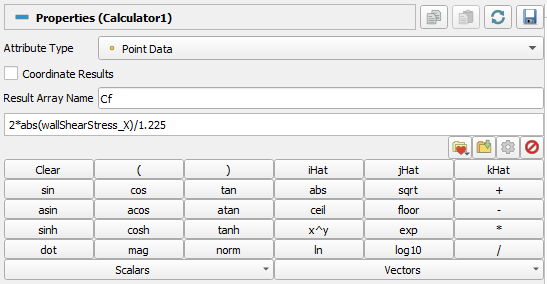 Properties (Calculator1)
Attribute Type Point Data
Coordinate Results
Result Array Name Cf
2*abs(wallShearStress_X)/1.225
Clear ( ) iHat jHat kHat
sin cos tan abs sqrt +
asin acos atan ceil floor -
sinh cosh tanh x^y exp *
dot mag norm ln log10 /
Scalars Vectors